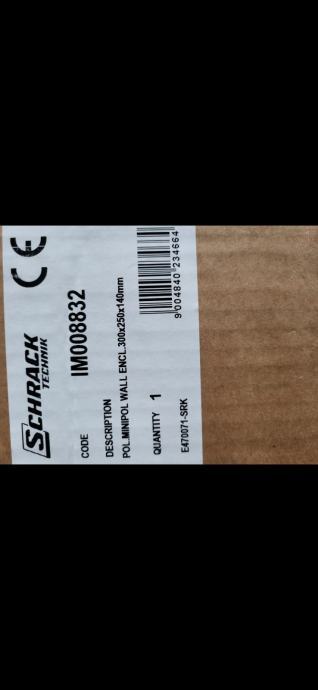 SCHRACK
TECHNIK
CE
CODE IM008832
DESCRIPTION
POL.MINIPOL WALL ENCL.300x250x140mm
QUANTITY 1
9 004840 234664
E470071-SRK